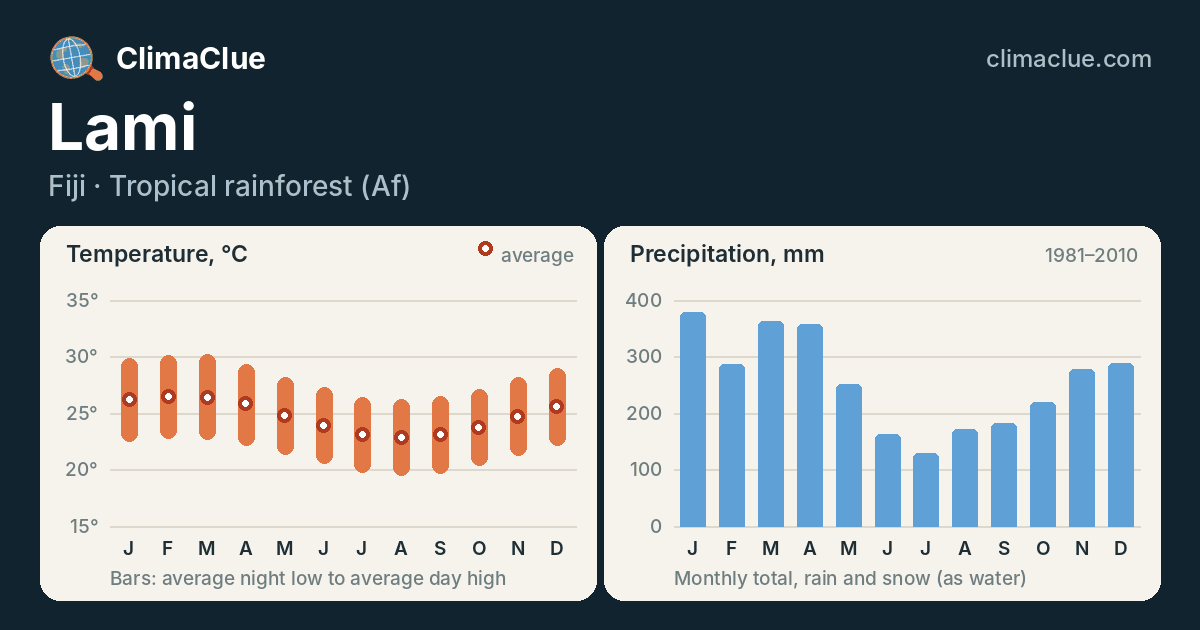 ClimaClue
climaclue.com
Lami
Fiji · Tropical rainforest (Af)
Temperature, °C
average
35°
30°
25°
20°
15°
J F M A M J J A S O N D
Bars: average night low to average day high
Precipitation, mm
1981–2010
400
300
200
100
0
J F M A M J J A S O N D
Monthly total, rain and snow (as water)